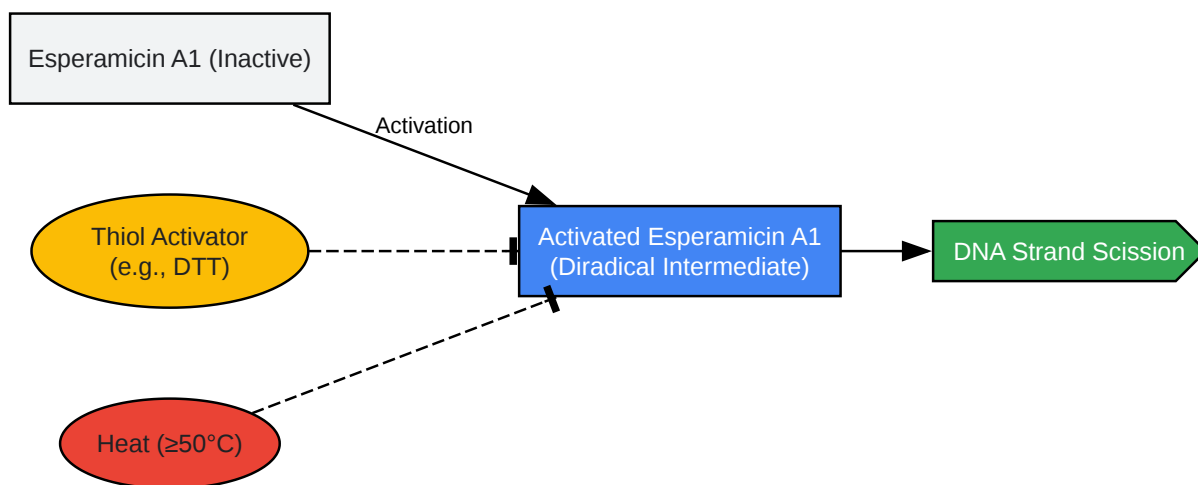 Esperamicin A1 (Inactive)
Activation
Thiol Activator
(e.g., DTT)
Activated Esperamicin A1
(Diradical Intermediate)
DNA Strand Scission
Heat (≥50°C)